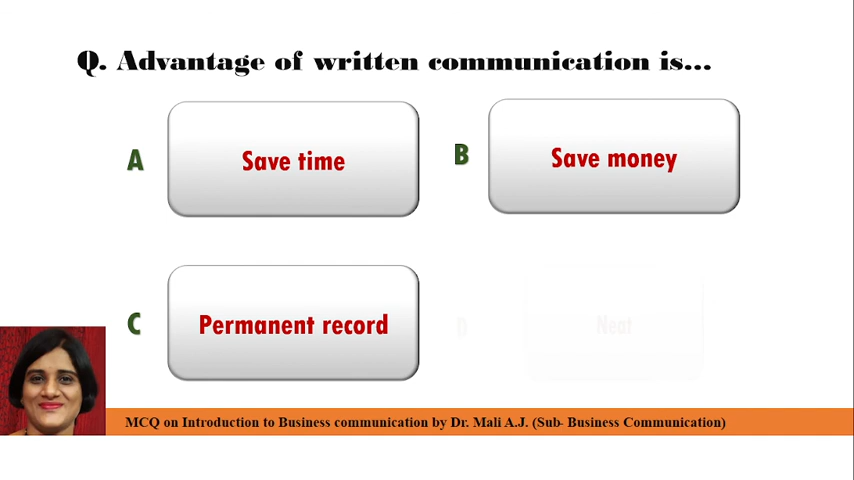 Q. Advantage of written communication is...
A
Save time
B
Save money
C
Permanent record
D
Neat
MCQ on Introduction to Business communication by Dr. Mali A.J. (Sub- Business Communication)